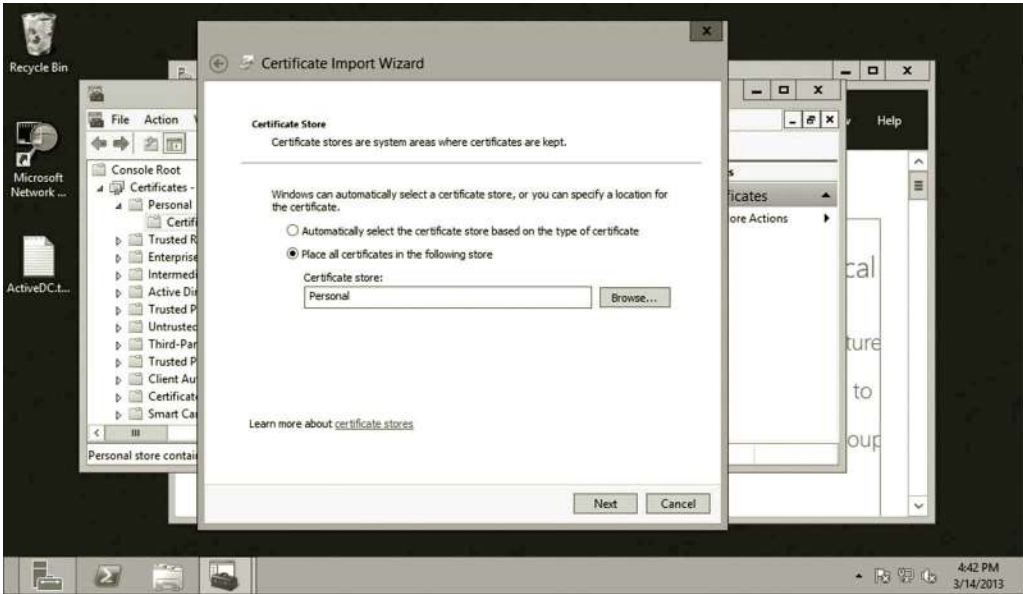 Recycle Bin
Microsoft
Network ...
ActiveDC.t...
File Action
Console Root
Certificates -
Personal
Certifi
Trusted R
Enterprise
Intermedi
Active Dir
Trusted P
Untrusted
Third-Par
Trusted P
Client Au
Certificat
Smart Car
Personal store contai
Certificate Import Wizard
Certificate Store
Certificate stores are system areas where certificates are kept.
Windows can automatically select a certificate store, or you can specify a location for
the certificate.
Automatically select the certificate store based on the type of certificate
Place all certificates in the following store
Certificate store:
Personal
Browse...
Learn more about certificate stores
Next Cancel
Help
ficates
ore Actions
cal
ture
to
oup
4:42 PM
3/14/2013